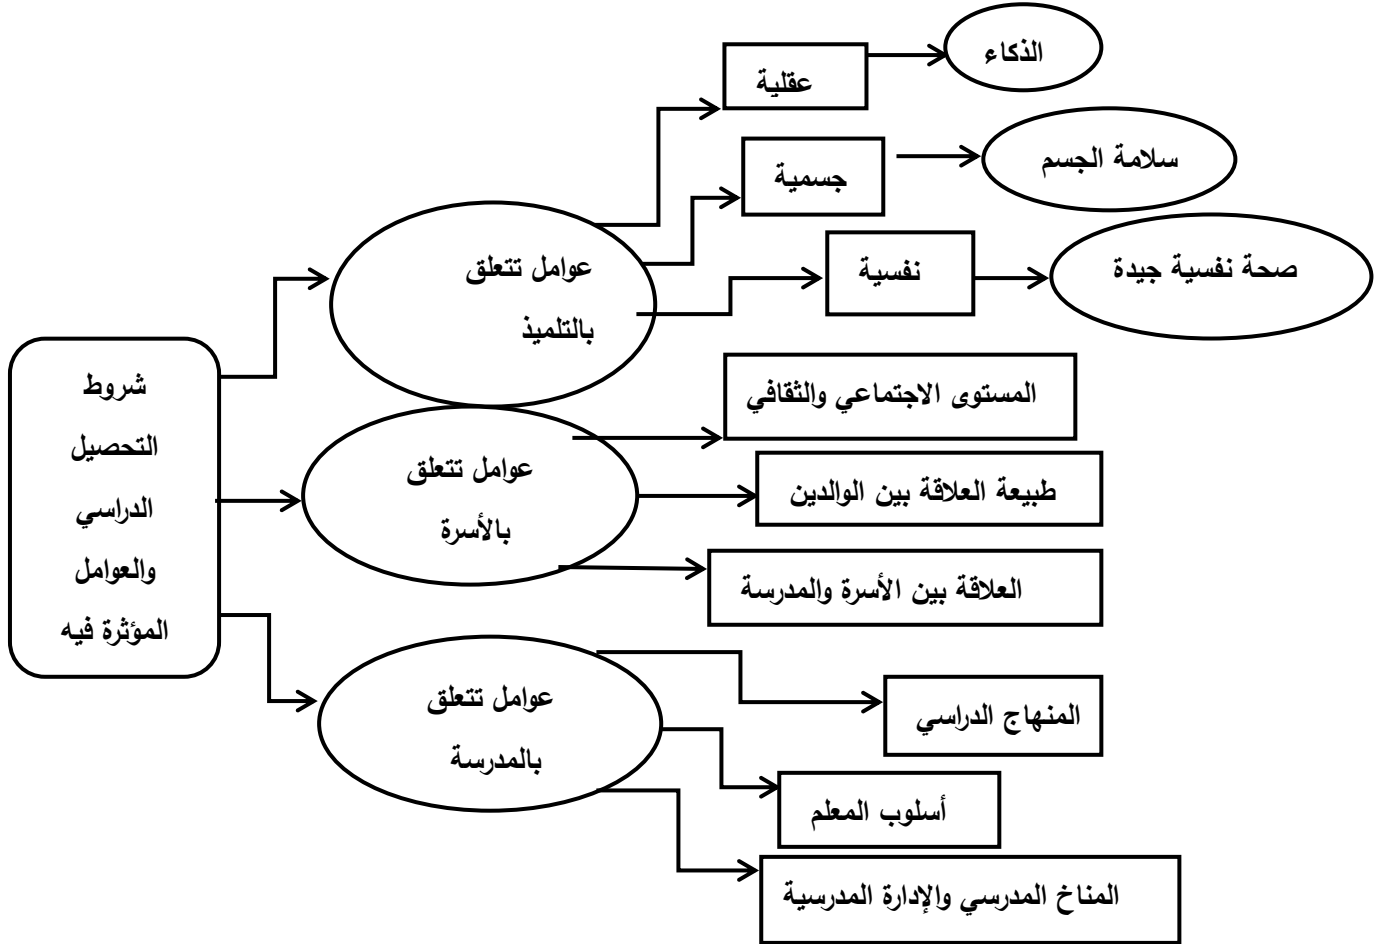 شروط
التحصيل
الدراسي
والعوامل
المؤثرة فيه
عوامل تتعلق
بالتلميذ
عقلية
الذكاء
جسمية
سلامة الجسم
نفسية
صحة نفسية جيدة
عوامل تتعلق
بالأسرة
المستوى الاجتماعي والثقافي
طبيعة العلاقة بين الوالدين
العلاقة بين الأسرة والمدرسة
عوامل تتعلق
بالمدرسة
المنهاج الدراسي
أسلوب المعلم
المناخ المدرسي والإدارة المدرسية